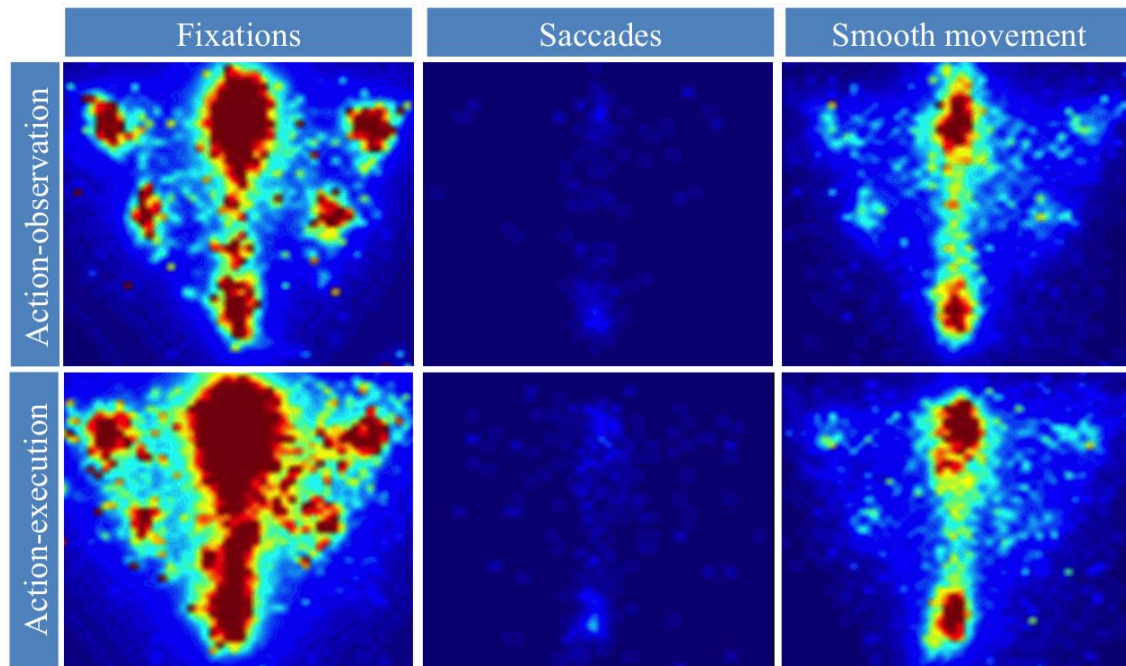 Fixations
Saccades
Smooth movement
Action-observation
Action-execution